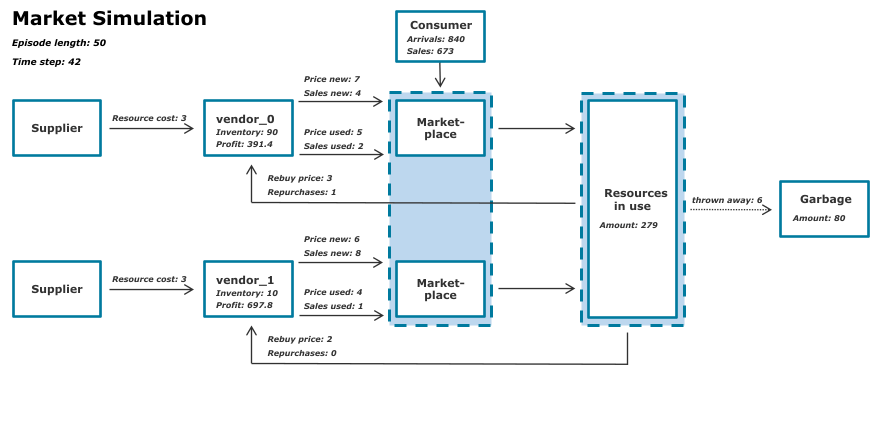 Market Simulation
Episode length: 50
Time step: 42
Consumer
Arrivals: 840
Sales: 673
Supplier
Resource cost: 3
vendor_0
Inventory: 90
Profit: 391.4
Price new: 7
Sales new: 4
Price used: 5
Sales used: 2
Market-
place
Rebuy price: 3
Repurchases: 1
Resources
in use
Amount: 279
thrown away: 6
Garbage
Amount: 80
Supplier
Resource cost: 3
vendor_1
Inventory: 10
Profit: 697.8
Price new: 6
Sales new: 8
Price used: 4
Sales used: 1
Market-
place
Rebuy price: 2
Repurchases: 0